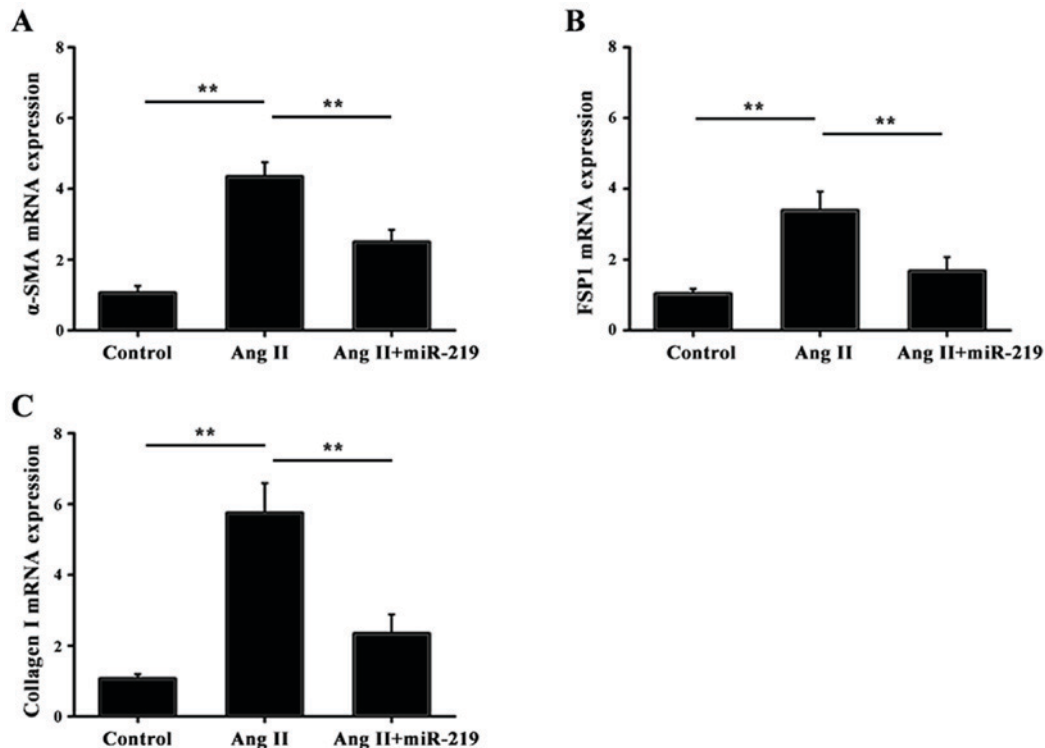 A
α-SMA mRNA expression
8
6
4
2
0
**
**
Control Ang II Ang II+miR-219
B
FSP1 mRNA expression
8
6
4
2
0
**
**
Control Ang II Ang II+miR-219
C
Collagen I mRNA expression
8
6
4
2
0
**
**
Control Ang II Ang II+miR-219